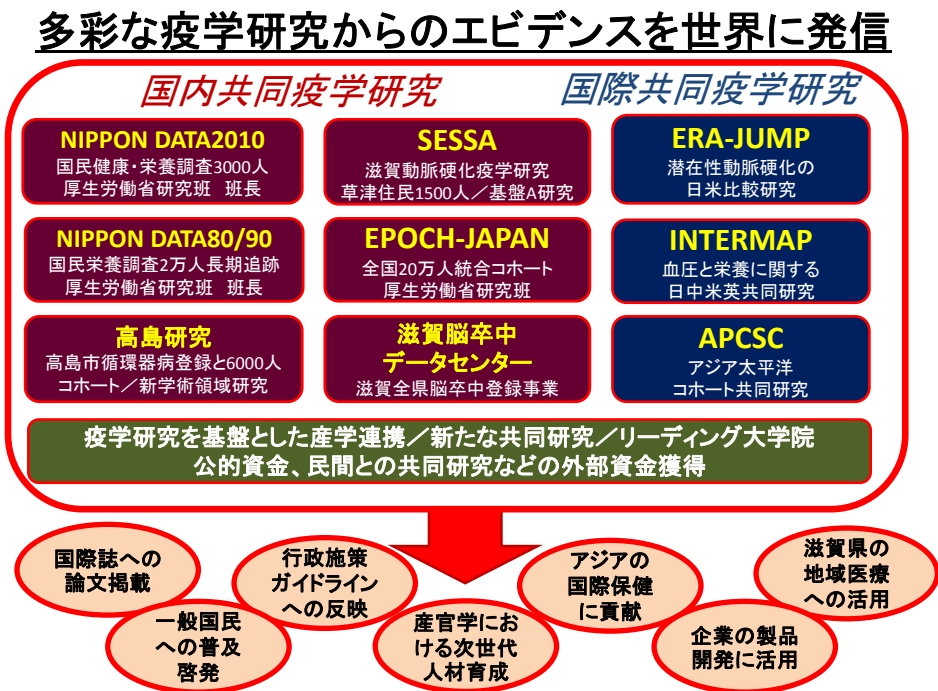 多彩な疫学研究からのエビデンスを世界に発信
国内共同疫学研究
国際共同疫学研究
NIPPON DATA2010
国民健康・栄養調査3000人
厚生労働省研究班 班長
SESSA
滋賀動脈硬化疫学研究
草津住民1500人／基盤A研究
ERA-JUMP
潜在性動脈硬化の
日米比較研究
NIPPON DATA80/90
国民栄養調査2万人長期追跡
厚生労働省研究班 班長
EPOCH-JAPAN
全国20万人統合コホート
厚生労働省研究班
INTERMAP
血圧と栄養に関する
日中米英共同研究
高島研究
高島市循環器病登録と6000人
コホート／新学術領域研究
滋賀脳卒中
データセンター
滋賀全県脳卒中登録事業
APCSC
アジア太平洋
コホート共同研究
疫学研究を基盤とした産学連携／新たな共同研究／リーディング大学院
公的資金、民間との共同研究などの外部資金獲得
国際誌への
論文掲載
一般国民
への普及
啓発
行政施策
ガイドライン
への反映
産官学にお
ける次世代
人材育成
アジアの
国際保健
に貢献
企業の製品
開発に活用
滋賀県の
地域医療
への活用